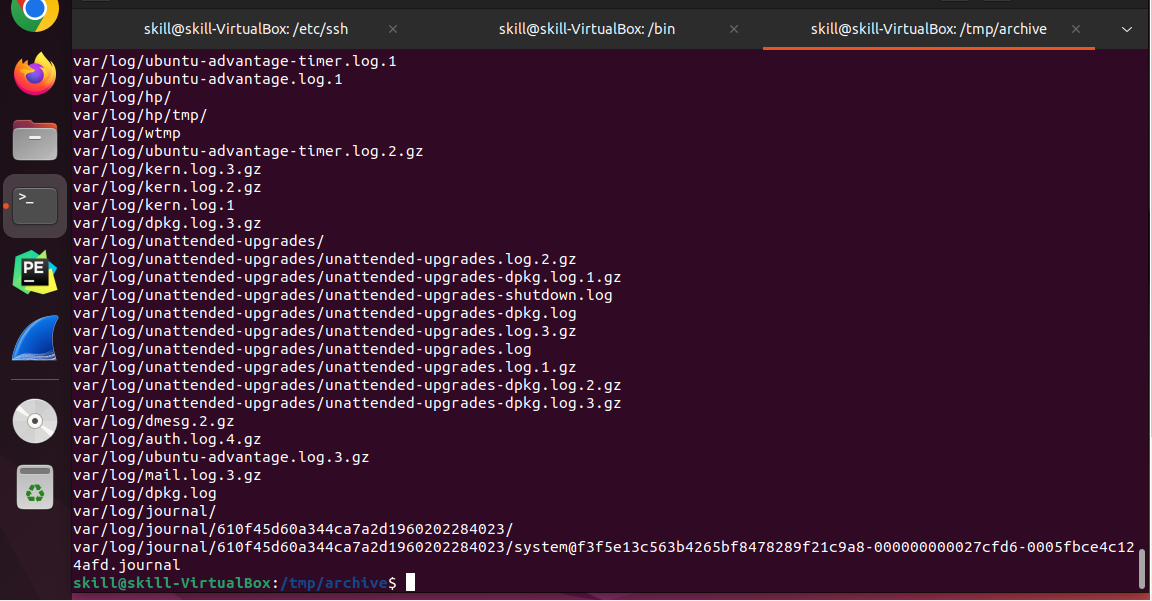 skill@skill-VirtualBox: /etc/ssh
skill@skill-VirtualBox: /bin
skill@skill-VirtualBox: /tmp/archive
var/log/ubuntu-advantage-timer.log.1
var/log/ubuntu-advantage.log.1
var/log/hp/
var/log/hp/tmp/
var/log/wtmp
var/log/ubuntu-advantage-timer.log.2.gz
var/log/kern.log.3.gz
var/log/kern.log.2.gz
var/log/kern.log.1
var/log/dpkg.log.3.gz
var/log/unattended-upgrades/
var/log/unattended-upgrades/unattended-upgrades.log.2.gz
var/log/unattended-upgrades/unattended-upgrades-dpkg.log.1.gz
var/log/unattended-upgrades/unattended-upgrades-shutdown.log
var/log/unattended-upgrades/unattended-upgrades-dpkg.log
var/log/unattended-upgrades/unattended-upgrades.log.3.gz
var/log/unattended-upgrades/unattended-upgrades.log
var/log/unattended-upgrades/unattended-upgrades.log.1.gz
var/log/unattended-upgrades/unattended-upgrades-dpkg.log.2.gz
var/log/unattended-upgrades/unattended-upgrades-dpkg.log.3.gz
var/log/dmesg.2.gz
var/log/auth.log.4.gz
var/log/ubuntu-advantage.log.3.gz
var/log/mail.log.3.gz
var/log/dpkg.log
var/log/journal/
var/log/journal/610f45d60a344ca7a2d1960202284023/
var/log/journal/610f45d60a344ca7a2d1960202284023/system@f3f5e13c563b4265bf8478289f21c9a8-000000000027cfd6-0005fbce4c12
4afd.journal
skill@skill-VirtualBox:/tmp/archive$
>_
PE